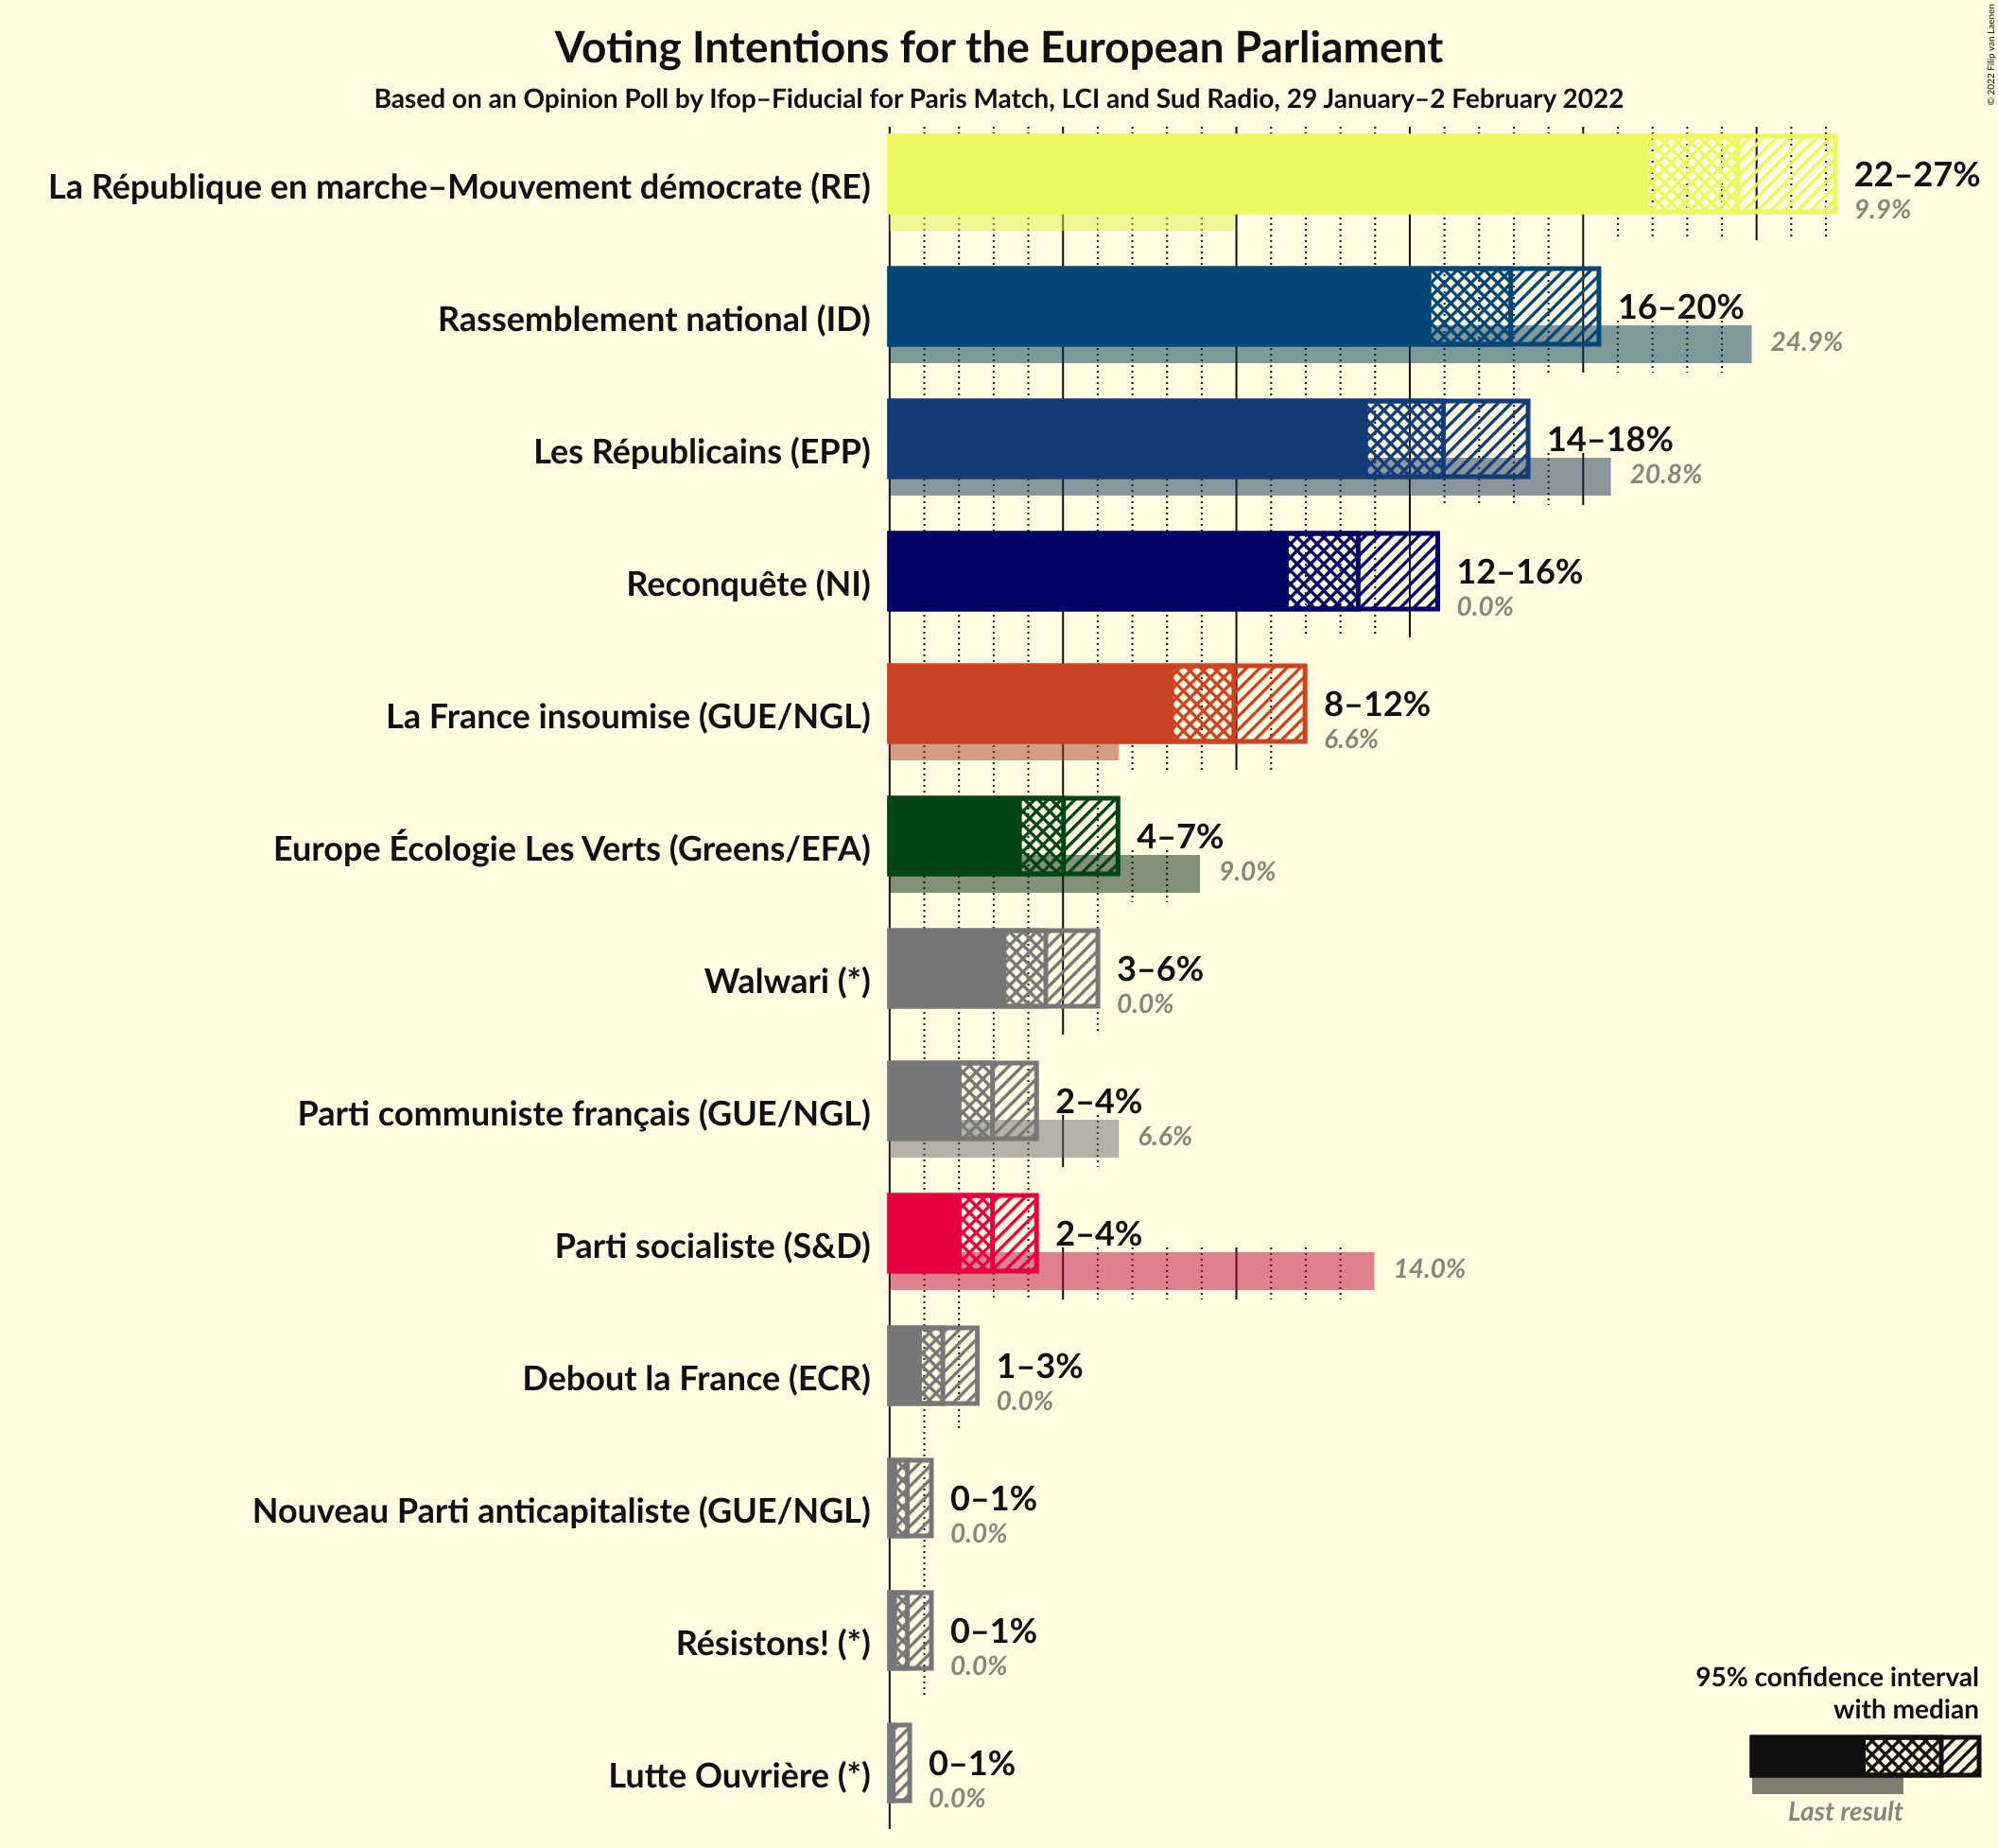 Voting Intentions for the European Parliament
Based on an Opinion Poll by Ifop–Fiducial for Paris Match, LCI and Sud Radio, 29 January–2 February 2022
© 2022 Filip van Laenen
La République en marche–Mouvement démocrate (RE)
22–27%
9.9%
Rassemblement national (ID)
16–20%
24.9%
Les Républicains (EPP)
14–18%
20.8%
Reconquête (NI)
12–16%
0.0%
La France insoumise (GUE/NGL)
8–12%
6.6%
Europe Écologie Les Verts (Greens/EFA)
4–7%
9.0%
Walwari (*)
3–6%
0.0%
Parti communiste français (GUE/NGL)
2–4%
6.6%
Parti socialiste (S&D)
2–4%
14.0%
Debout la France (ECR)
1–3%
0.0%
Nouveau Parti anticapitaliste (GUE/NGL)
0–1%
0.0%
Résistons! (*)
0–1%
0.0%
Lutte Ouvrière (*)
0–1%
0.0%
95% confidence interval
with median
Last result